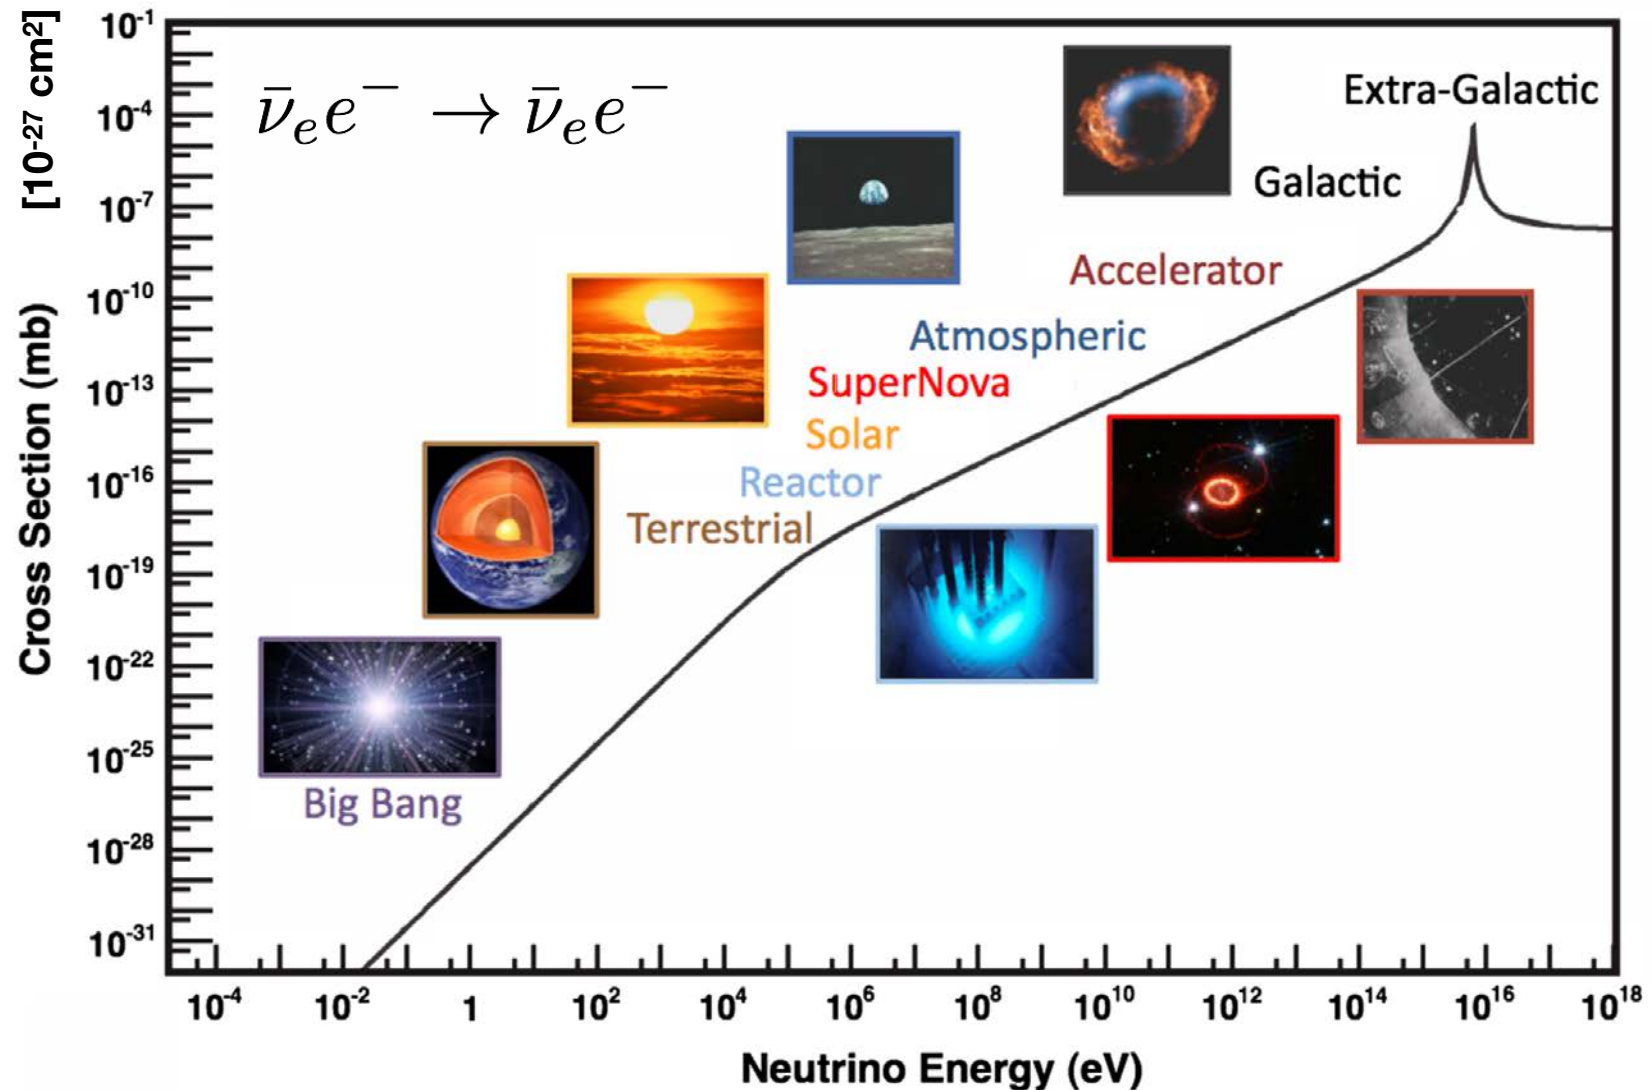 [10⁻²⁷ cm²]
Cross Section (mb)
10⁻¹
10⁻⁴
10⁻⁷
10⁻¹⁰
10⁻¹³
10⁻¹⁶
10⁻¹⁹
10⁻²²
10⁻²⁵
10⁻²⁸
10⁻³¹
ν̄ₑe⁻ → ν̄ₑe⁻
Extra-Galactic
Galactic
Accelerator
Atmospheric
SuperNova
Solar
Reactor
Terrestrial
Big Bang
10⁻⁴ 10⁻² 1 10² 10⁴ 10⁶ 10⁸ 10¹⁰ 10¹² 10¹⁴ 10¹⁶ 10¹⁸
Neutrino Energy (eV)